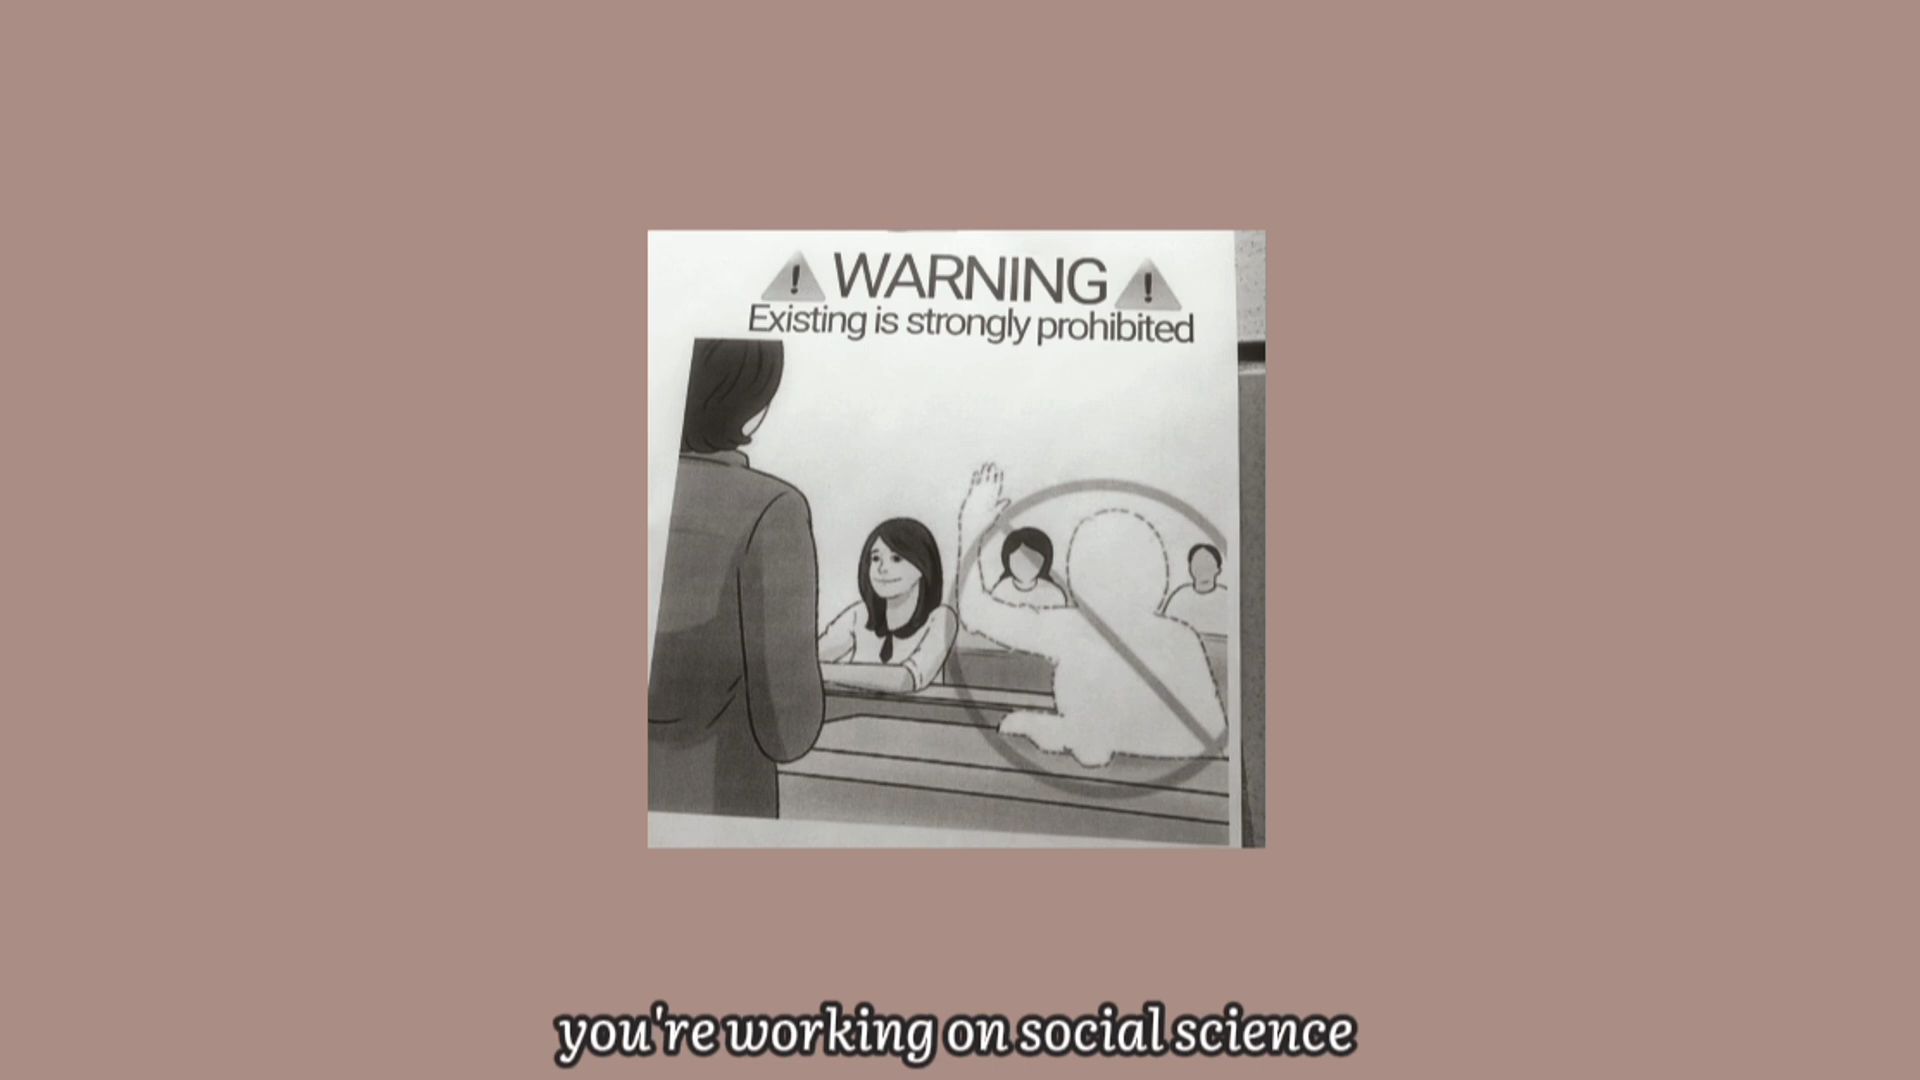 ! WARNING !
Existing is strongly prohibited
you're working on social science